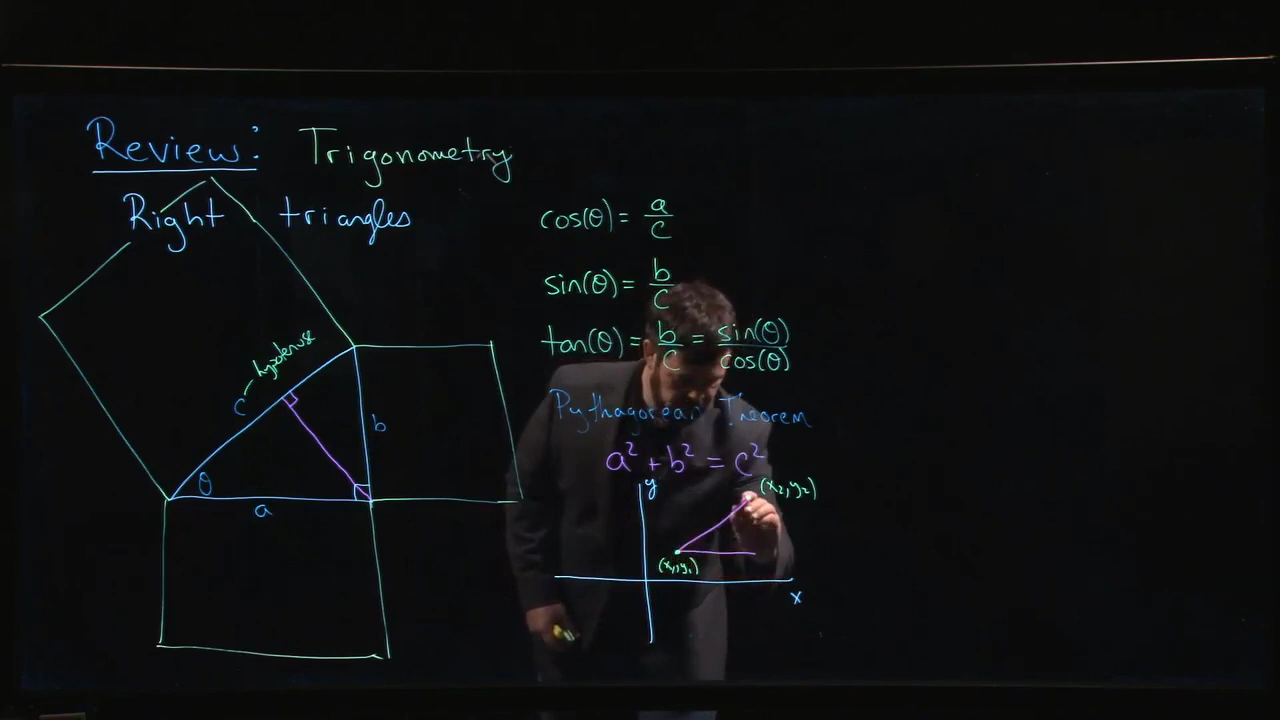 Review: Trigonometry
Right triangles
cos(θ) = a/c
sin(θ) = b/c
tan(θ) = b/c = sin(θ)/cos(θ)
hypotenuse
c
b
θ
a
Pythagorean Theorem
a² + b² = c²
y
(x₂, y₂)
(x₁, y₁)
x